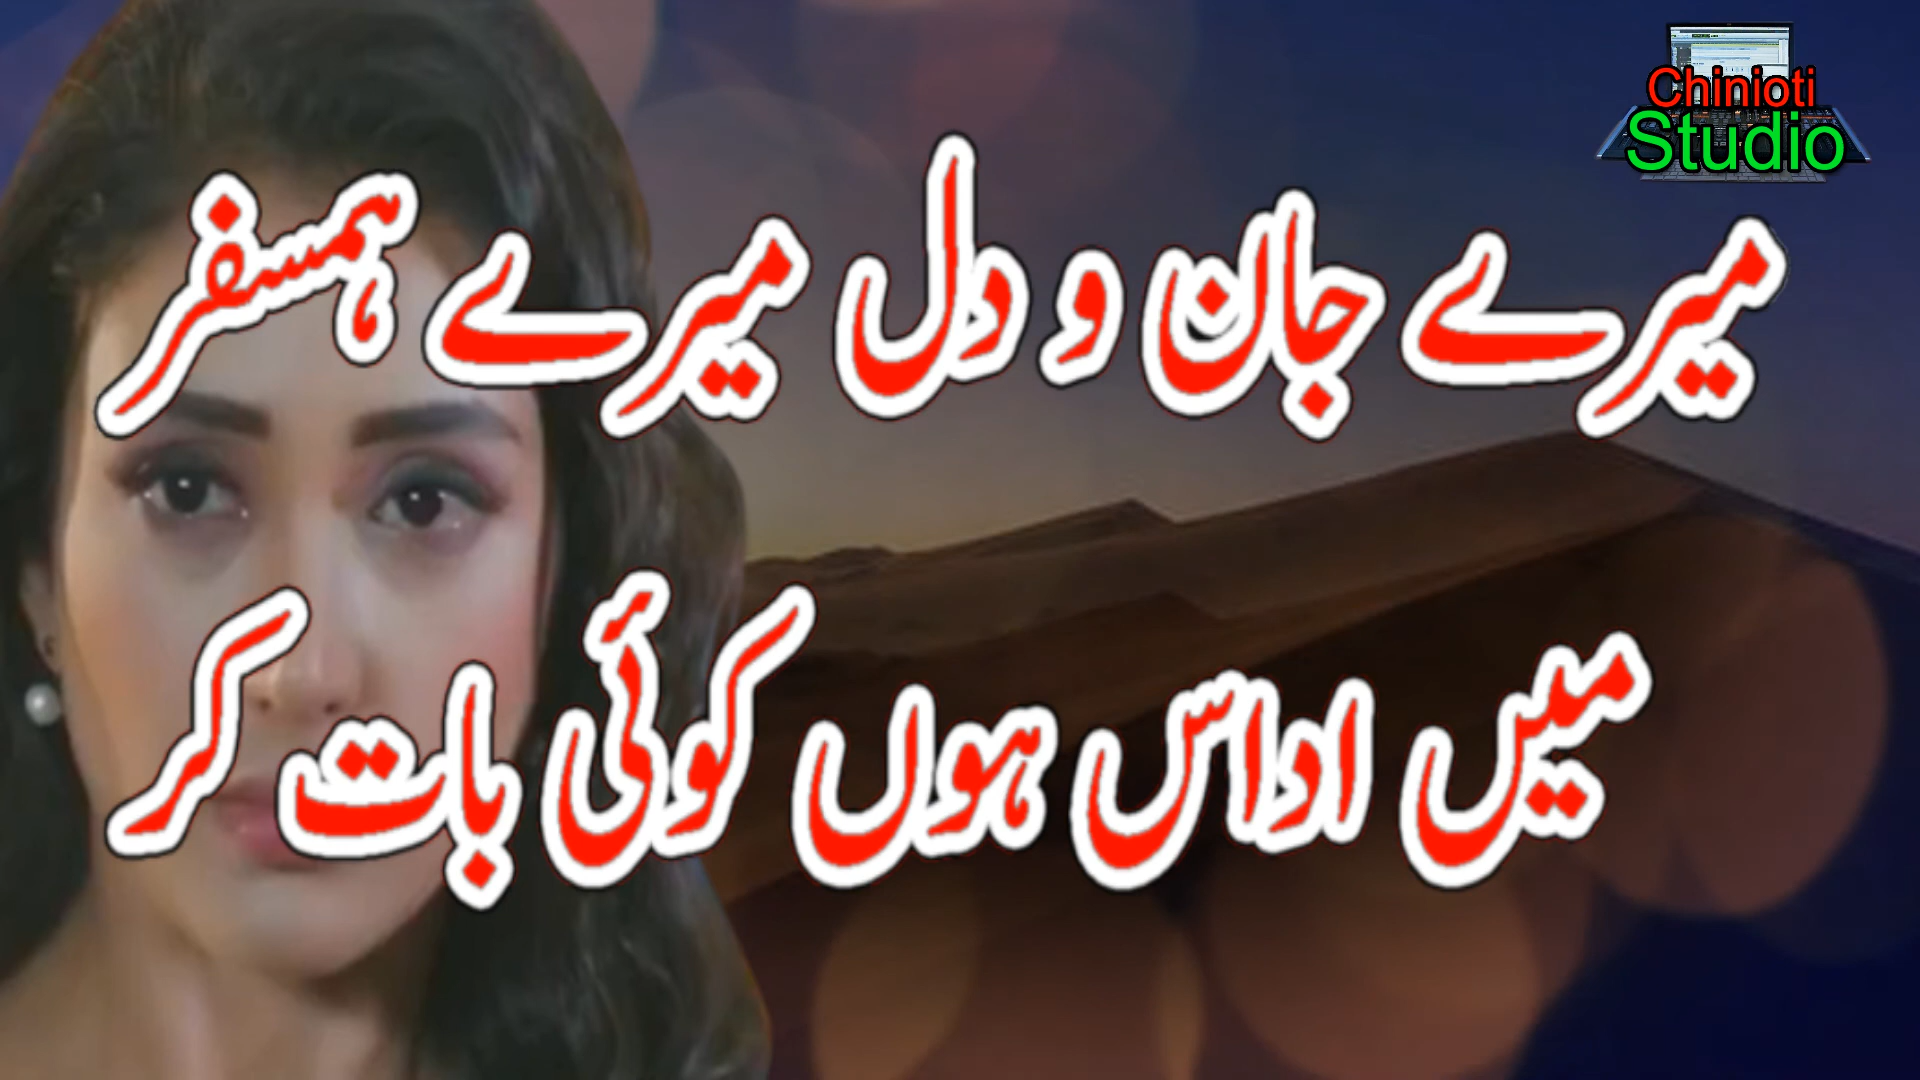 Chinioti
Studio
میرے جان و دل میرے ہمسفر
میں اداس ہوں کوئی بات کر